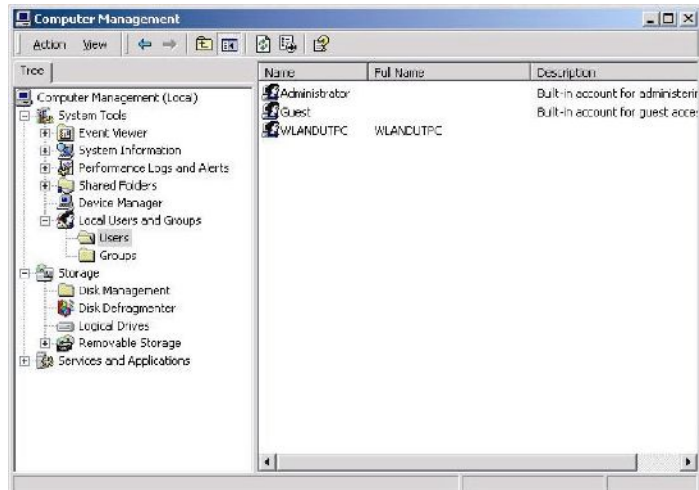 Computer Management
Action View
Tree
Computer Management (Local)
System Tools
Event Viewer
System Information
Performance Logs and Alerts
Shared Folders
Device Manager
Local Users and Groups
Users
Groups
Storage
Disk Management
Disk Defragmenter
Logical Drives
Removable Storage
Services and Applications
Name Full Name Description
Administrator Built-in account for administerin
Guest Built-in account for guest acce
WLANDUTPC WLANDUTPC